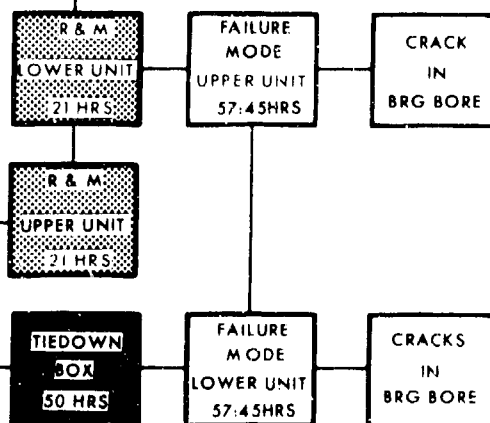 R & M
LOWER UNIT
21 HRS
FAILURE
MODE
UPPER UNIT
57:45HRS
CRACK
IN
BRG BORE
R & M
UPPER UNIT
21 HRS
TIEDOWN
BOX
50 HRS
FAILURE
MODE
LOWER UNIT
57:45HRS
CRACKS
IN
BRG BORE